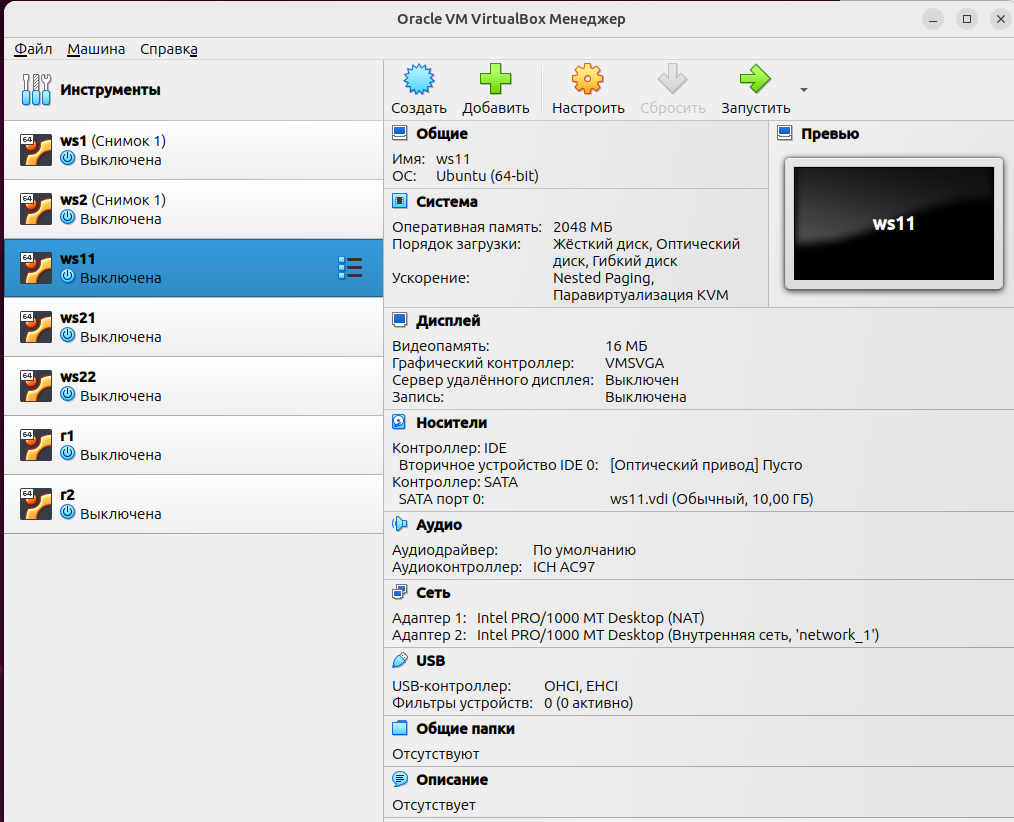 Oracle VM VirtualBox Менеджер
Файл Машина Справка
Инструменты
Создать Добавить Настроить Сбросить Запустить
64
ws1 (Снимок 1)
Выключена
64
ws2 (Снимок 1)
Выключена
64
ws11
Выключена
64
ws21
Выключена
64
ws22
Выключена
64
r1
Выключена
64
r2
Выключена
Общие
Имя: ws11
ОС: Ubuntu (64-bit)
Превью
ws11
Система
Оперативная память: 2048 МБ
Порядок загрузки: Жёсткий диск, Оптический
диск, Гибкий диск
Ускорение: Nested Paging,
Паравиртуализация KVM
Дисплей
Видеопамять: 16 МБ
Графический контроллер: VMSVGA
Сервер удалённого дисплея: Выключен
Запись: Выключена
Носители
Контроллер: IDE
Вторичное устройство IDE 0: [Оптический привод] Пусто
Контроллер: SATA
SATA порт 0: ws11.vdi (Обычный, 10,00 ГБ)
Аудио
Аудиодрайвер: По умолчанию
Аудиоконтроллер: ICH AC97
Сеть
Адаптер 1: Intel PRO/1000 MT Desktop (NAT)
Адаптер 2: Intel PRO/1000 MT Desktop (Внутренняя сеть, 'network_1')
USB
USB-контроллер: OHCI, EHCI
Фильтры устройств: 0 (0 активно)
Общие папки
Отсутствуют
Описание
Отсутствует